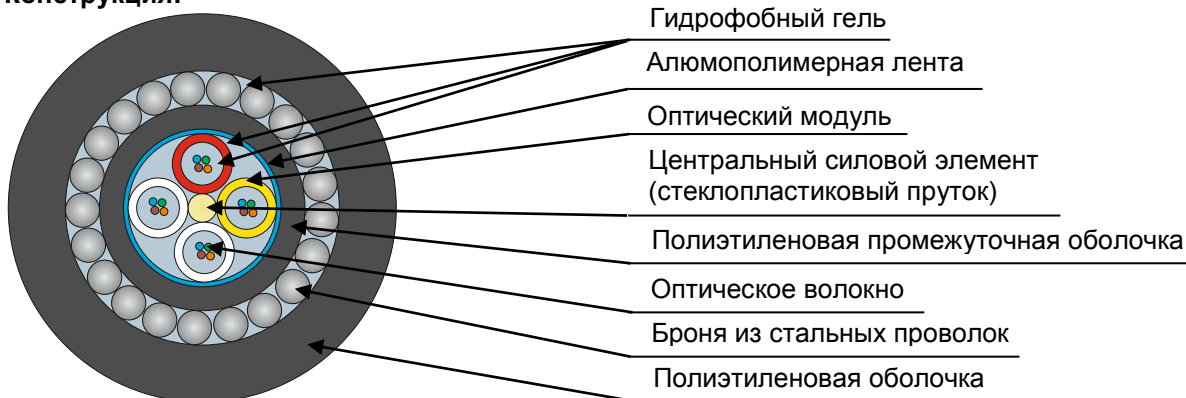 конструкция:
Гидрофобный гель
Алюмополимерная лента
Оптический модуль
Центральный силовой элемент
(стеклопластиковый пруток)
Полиэтиленовая промежуточная оболочка
Оптическое волокно
Броня из стальных проволок
Полиэтиленовая оболочка